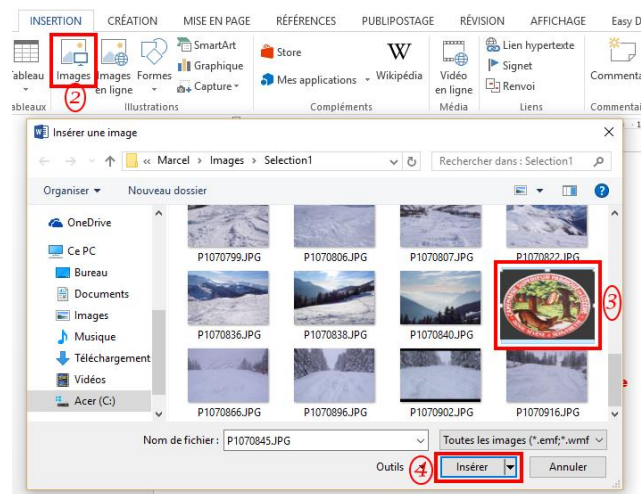 INSERTION CRÉATION MISE EN PAGE RÉFÉRENCES PUBLIPOSTAGE RÉVISION AFFICHAGE Easy D
SmartArt
Graphique
Capture
ableau
Images
Images en ligne
Formes
Store
Mes applications
Wikipédia
Vidéo en ligne
Lien hypertexte
Signet
Renvoi
Commenta
2
ableaux Illustrations Compléments Média Liens Commentai
Insérer une image
« Marcel › Images › Selection1
Rechercher dans : Selection1
Organiser Nouveau dossier
OneDrive
Ce PC
Bureau
Documents
Images
Musique
Téléchargement
Vidéos
Acer (C:)
P1070799.JPG P1070806.JPG P1070807.JPG P1070822.JPG
3
P1070836.JPG P1070838.JPG P1070840.JPG
P1070866.JPG P1070896.JPG P1070902.JPG P1070916.JPG
Nom de fichier : P1070845.JPG
Toutes les images (*.emf;*.wmf
Outils
4
Insérer
Annuler